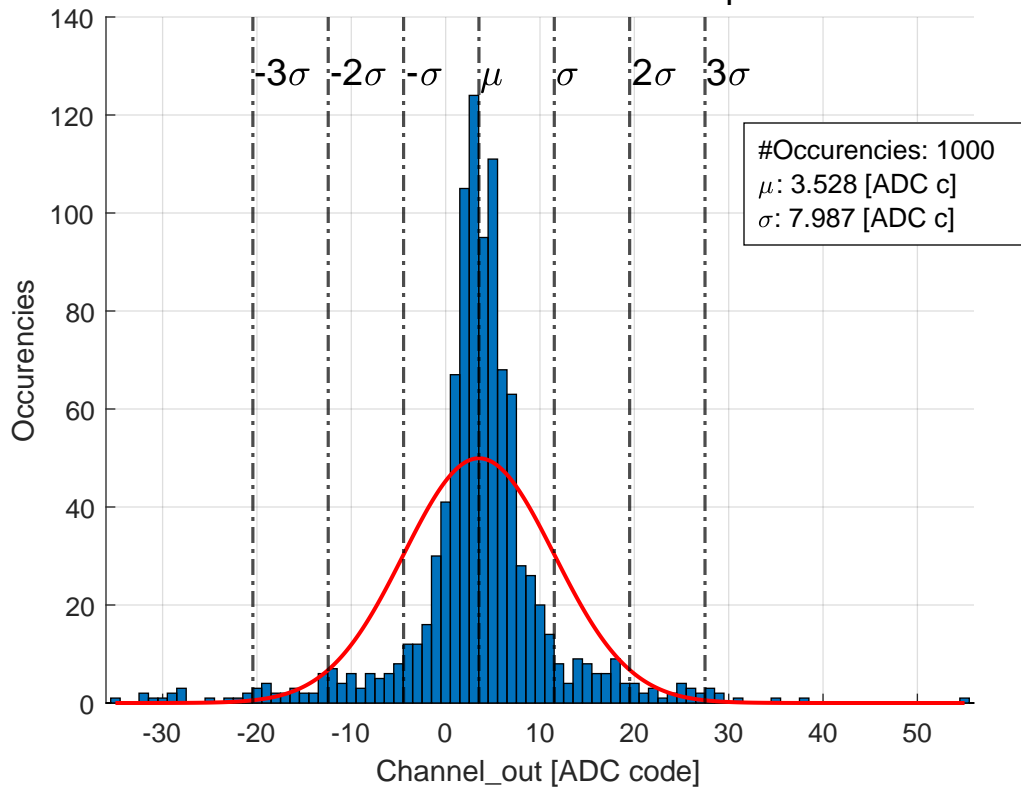 140
120
100
80
60
40
20
0
Occurencies
-3σ -2σ -σ μ σ 2σ 3σ
#Occurencies: 1000
μ: 3.528 [ADC c]
σ: 7.987 [ADC c]
-30 -20 -10 0 10 20 30 40 50
Channel_out [ADC code]